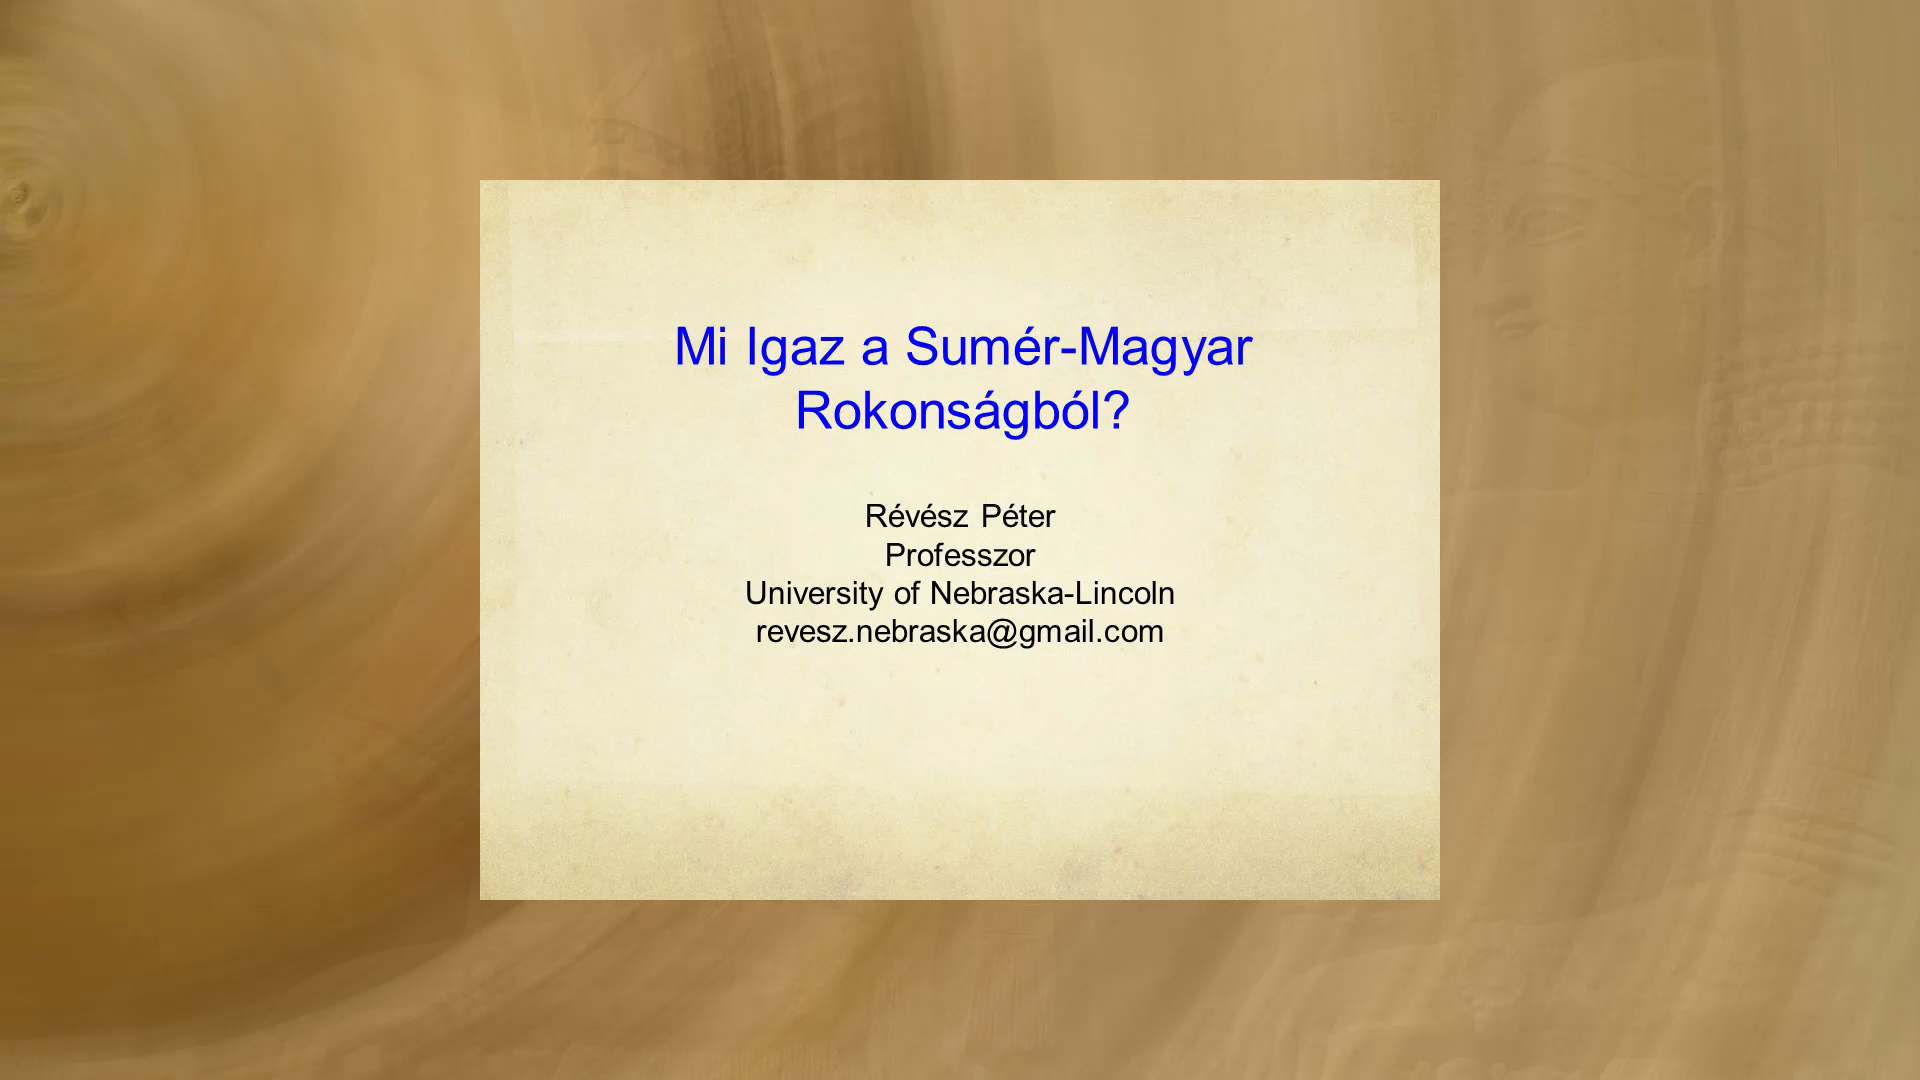 Mi Igaz a Sumér-Magyar
Rokonságból?
Révész Péter
Professzor
University of Nebraska-Lincoln
revesz.nebraska@gmail.com